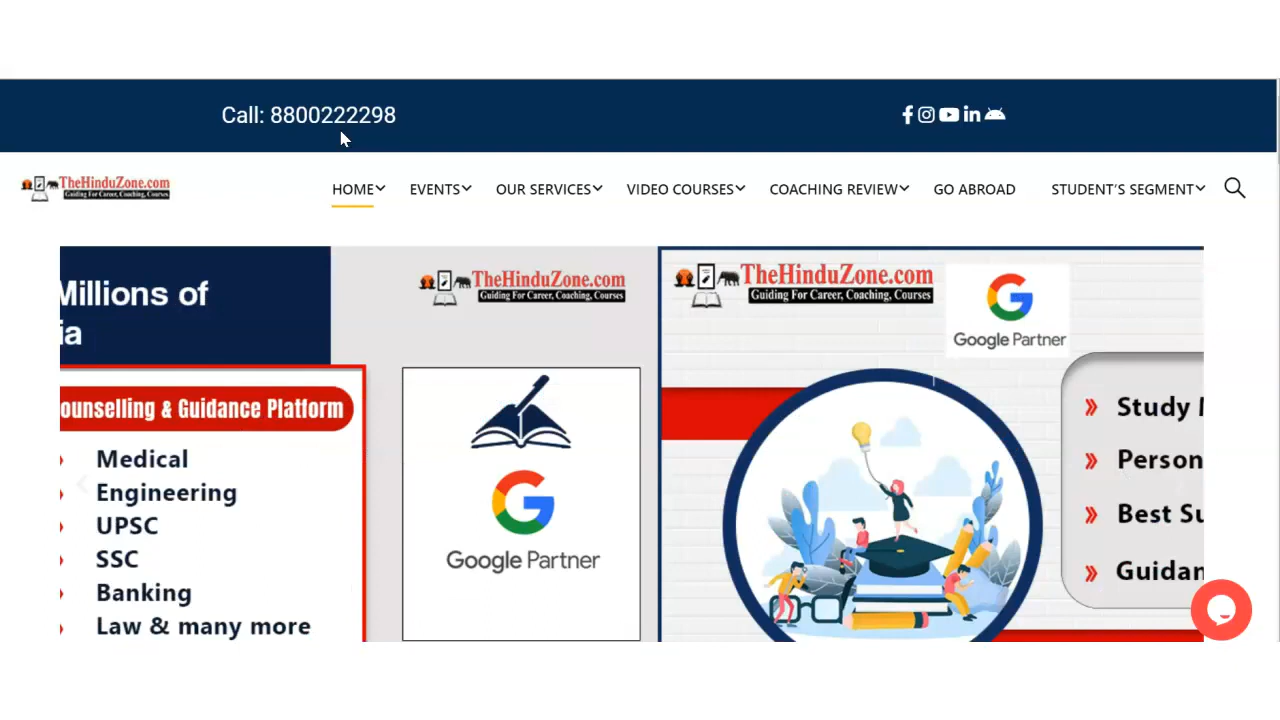 Call: 8800222298
TheHinduZone.com
Guiding For Career, Coaching, Courses
HOME EVENTS OUR SERVICES VIDEO COURSES COACHING REVIEW GO ABROAD STUDENT'S SEGMENT
Millions of
ia
ounselling & Guidance Platform
Medical
Engineering
UPSC
SSC
Banking
Law & many more
TheHinduZone.com
Guiding For Career, Coaching, Courses
Google Partner
TheHinduZone.com
Guiding For Career, Coaching, Courses
Google Partner
Study
Person
Best Su
Guidan